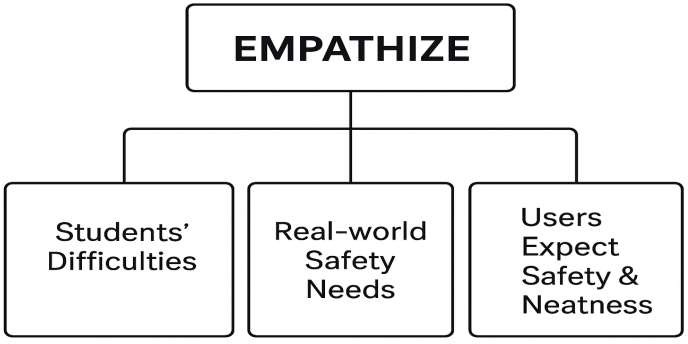 EMPATHIZE
Students’
Difficulties
Real-world
Safety
Needs
Users
Expect
Safety &
Neatness